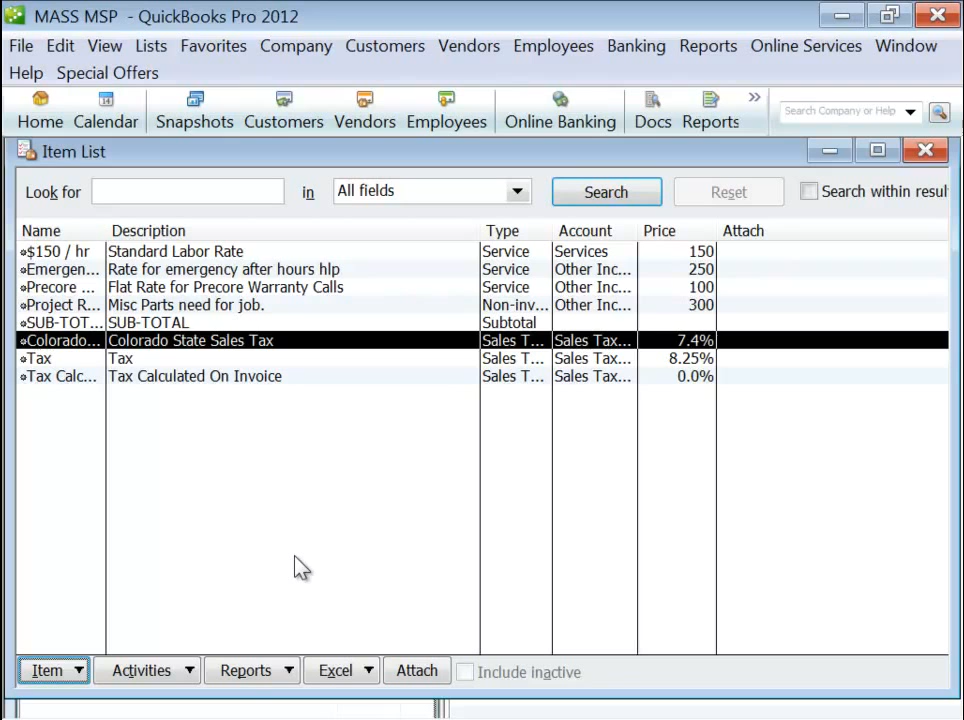 MASS MSP - QuickBooks Pro 2012
File Edit View Lists Favorites Company Customers Vendors Employees Banking Reports Online Services Window
Help Special Offers
14
Home Calendar Snapshots Customers Vendors Employees Online Banking Docs Reports Search Company or Help
Item List
Look for in All fields Search Reset Search within resul
Name Description Type Account Price Attach
$150 / hr Standard Labor Rate Service Services 150
Emergen... Rate for emergency after hours hlp Service Other Inc... 250
Precore ... Flat Rate for Precore Warranty Calls Service Other Inc... 100
Project R... Misc Parts need for job. Non-inv... Other Inc... 300
SUB-TOT... SUB-TOTAL Subtotal
Colorado... Colorado State Sales Tax Sales T... Sales Tax... 7.4%
Tax Tax Sales T... Sales Tax... 8.25%
Tax Calc... Tax Calculated On Invoice Sales T... Sales Tax... 0.0%
Item Activities Reports Excel Attach Include inactive